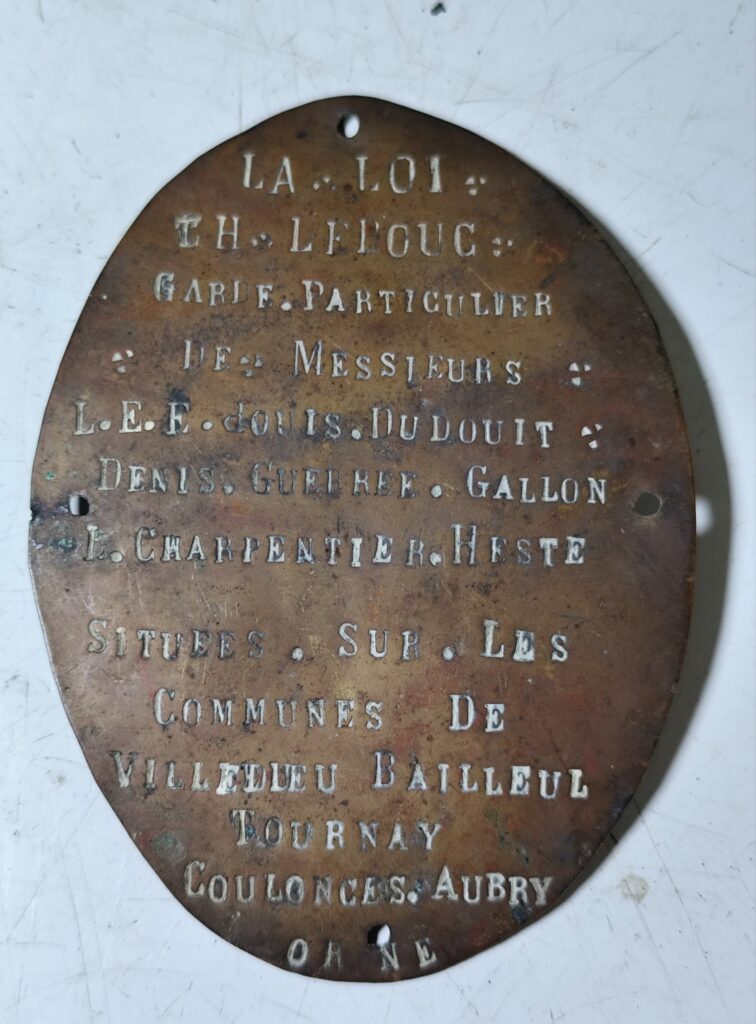 LA LOI
CH LEBOUC
GARDE. PARTICULIER
DE MESSIEURS
L. E. E. JOUIS. DUDOUIT
DENIS. GUERREE. GALLON
L. CHARPENTIER. HESTE
SITUEES. SUR. LES
COMMUNES DE
VILLEDIEU BAILLEUL
TOURNAY
COULONCES. AUBRY
ORNE